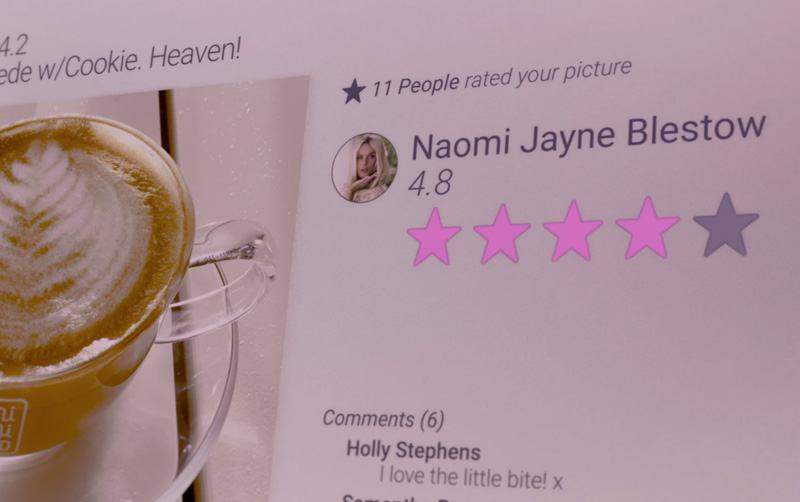 4.2
w/Cookie. Heaven!
11 People rated your picture
Naomi Jayne Blestow
4.8
Comments (6)
Holly Stephens
I love the little bite! x